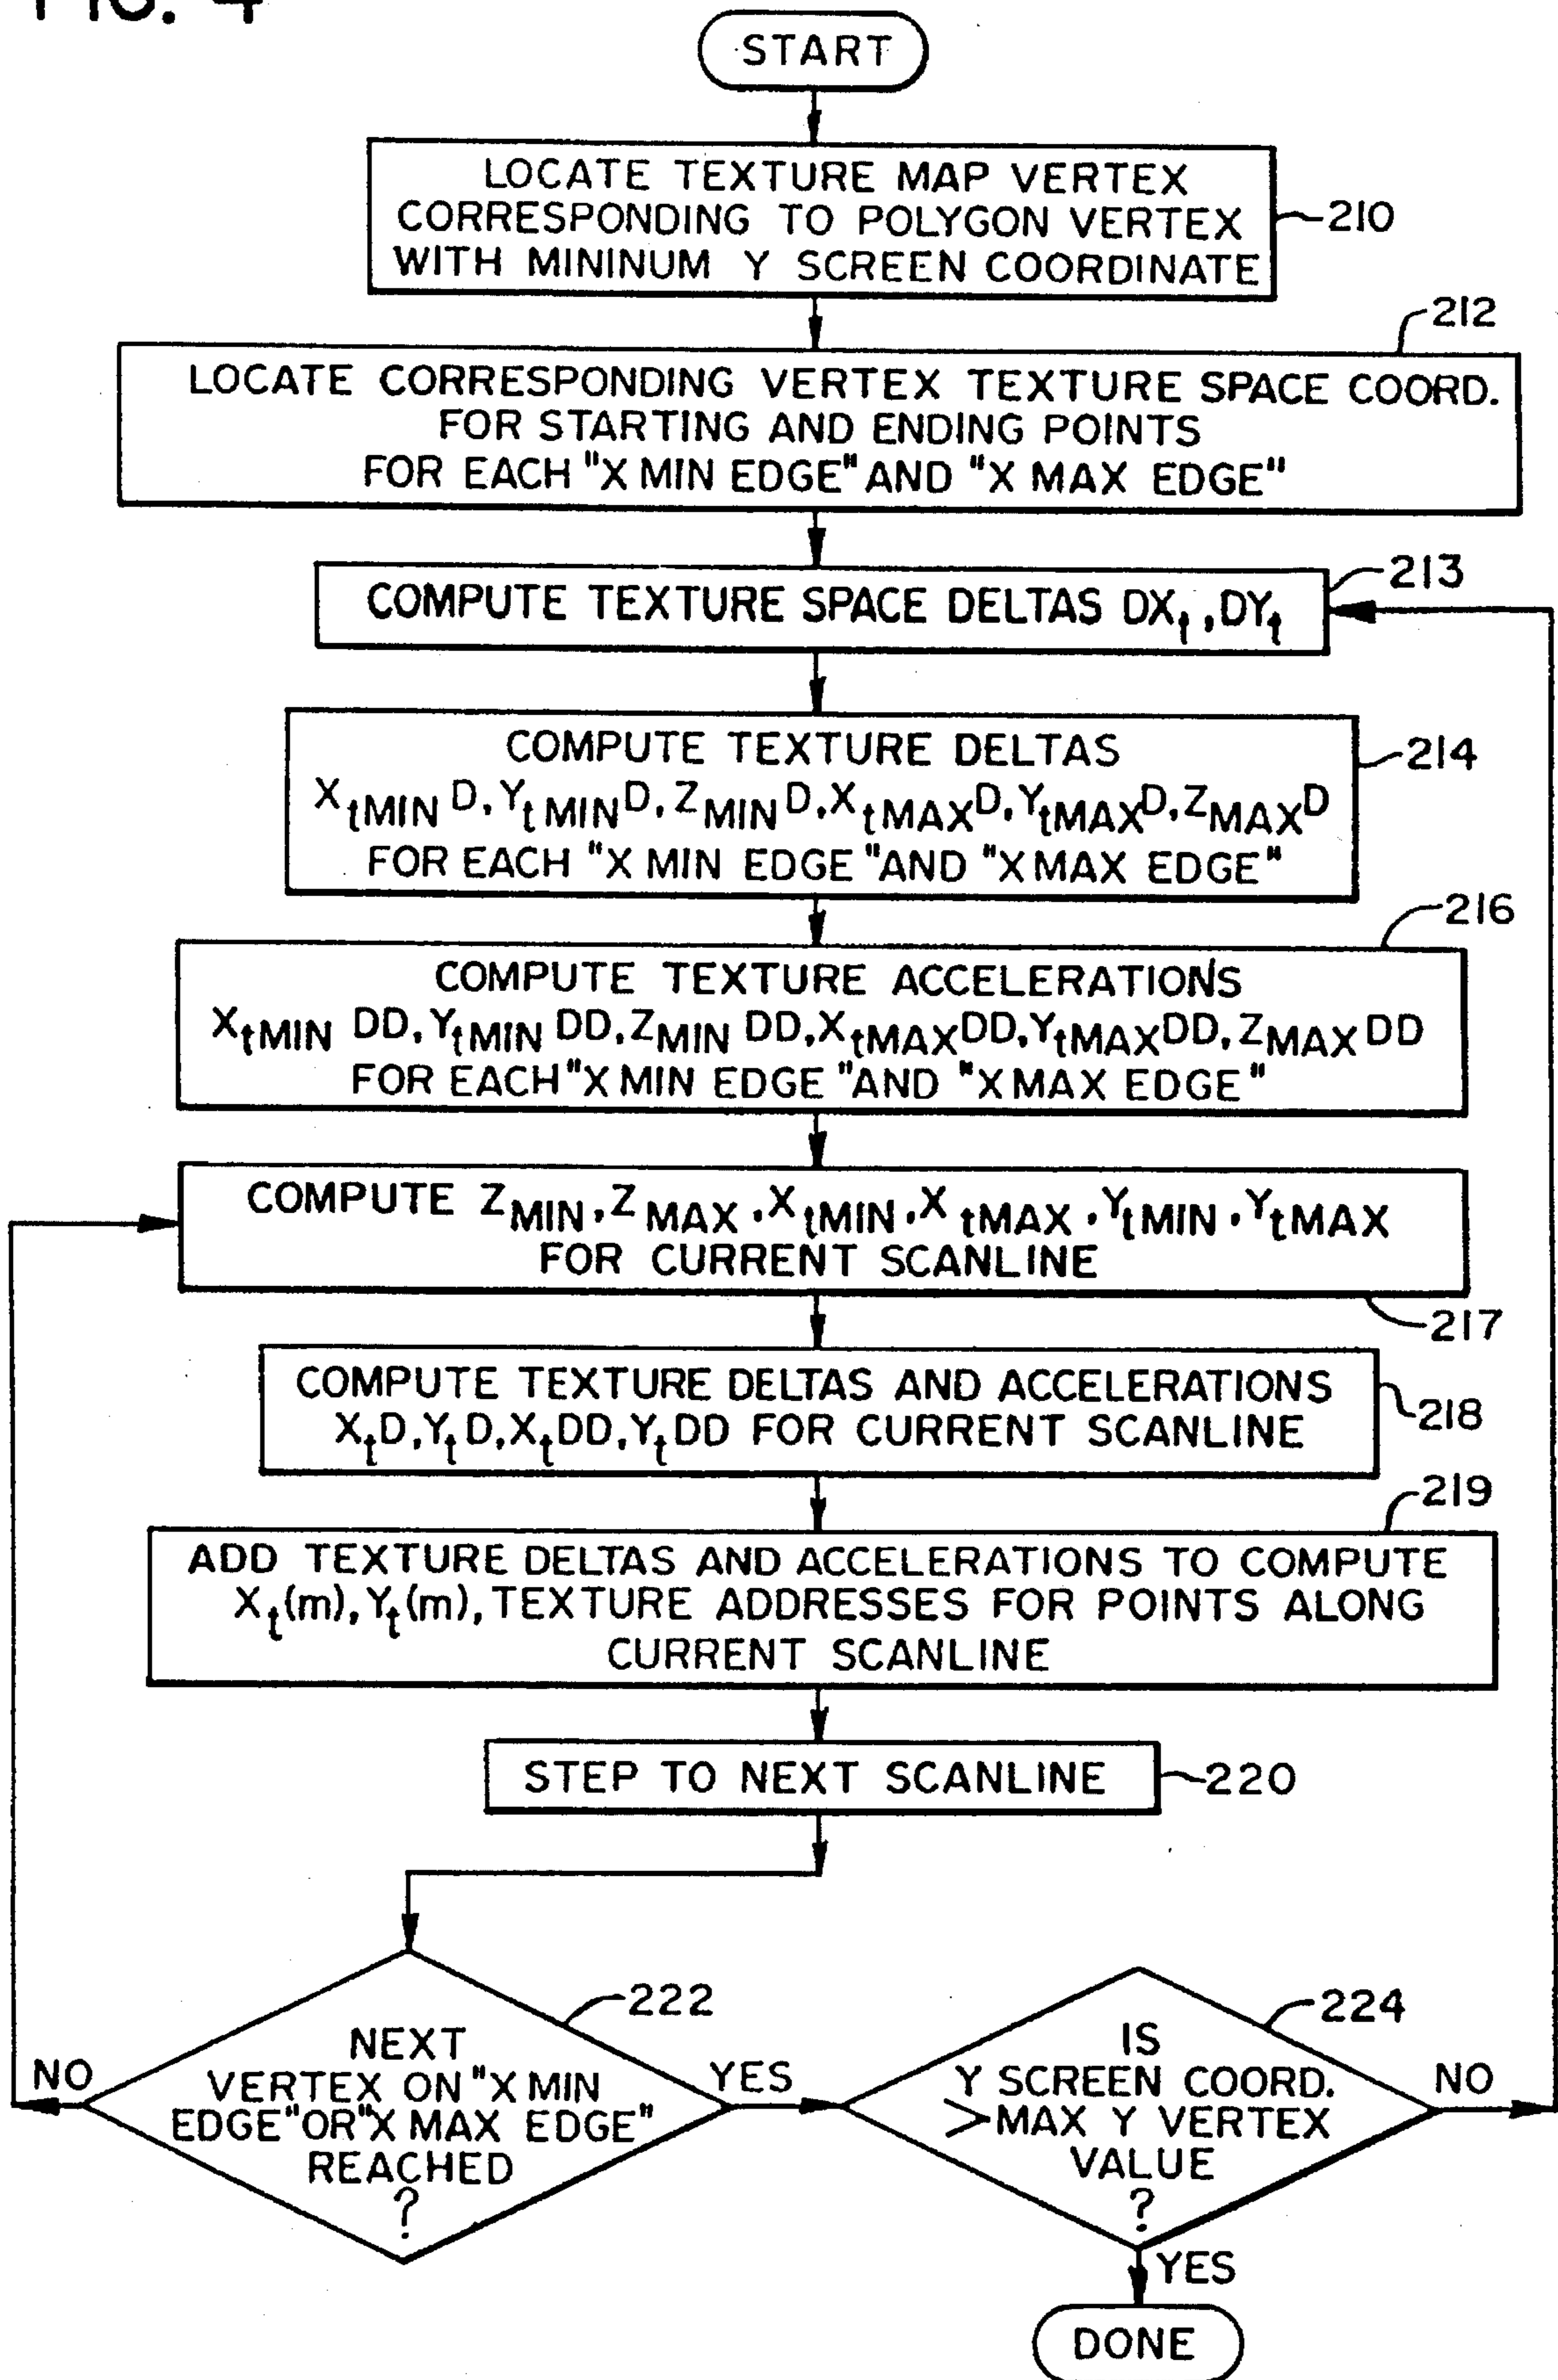 FIG. 4
START
LOCATE TEXTURE MAP VERTEX
CORRESPONDING TO POLYGON VERTEX
WITH MININUM Y SCREEN COORDINATE
210
212
LOCATE CORRESPONDING VERTEX TEXTURE SPACE COORD.
FOR STARTING AND ENDING POINTS
FOR EACH "X MIN EDGE" AND "X MAX EDGE"
213
COMPUTE TEXTURE SPACE DELTAS DXt, DYt
COMPUTE TEXTURE DELTAS
214
XtMIN D, YtMIN D, ZMIN D, XtMAX D, YtMAX D, ZMAX D
FOR EACH "X MIN EDGE" AND "X MAX EDGE"
216
COMPUTE TEXTURE ACCELERATIONS
XtMIN DD, YtMIN DD, ZMIN DD, XtMAX DD, YtMAX DD, ZMAX DD
FOR EACH "X MIN EDGE" AND "X MAX EDGE"
COMPUTE ZMIN, ZMAX, XtMIN, XtMAX, YtMIN, YtMAX
FOR CURRENT SCANLINE
217
COMPUTE TEXTURE DELTAS AND ACCELERATIONS
XtD, YtD, XtDD, YtDD FOR CURRENT SCANLINE
218
219
ADD TEXTURE DELTAS AND ACCELERATIONS TO COMPUTE
Xt(m), Yt(m), TEXTURE ADDRESSES FOR POINTS ALONG
CURRENT SCANLINE
STEP TO NEXT SCANLINE
220
222
NEXT
VERTEX ON "X MIN
EDGE" OR "X MAX EDGE"
REACHED
?
NO
YES
224
IS
Y SCREEN COORD.
> MAX Y VERTEX
VALUE
?
NO
YES
DONE